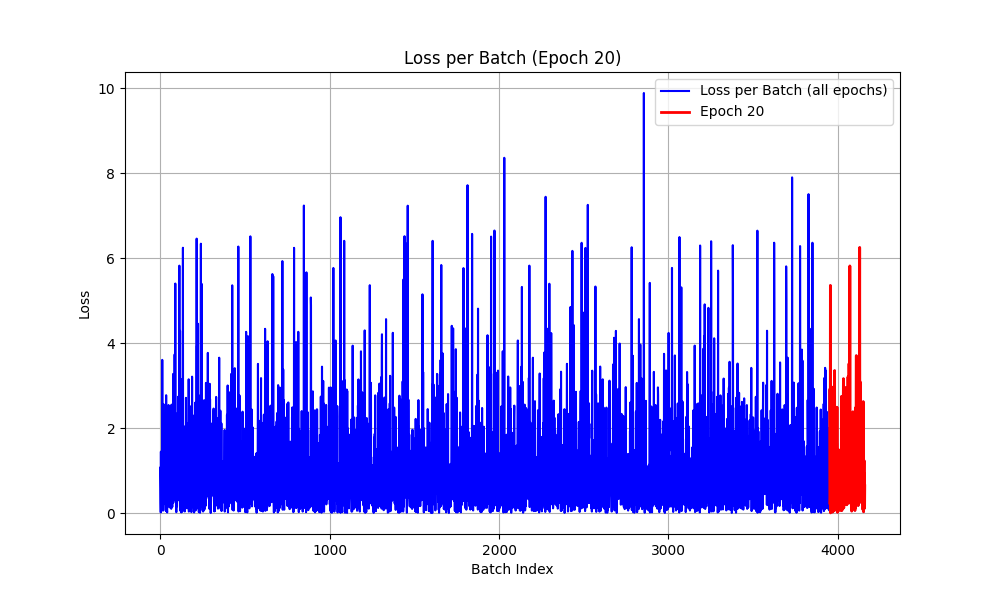 Loss per Batch (Epoch 20)
Loss per Batch (all epochs)
Epoch 20
10
8
6
4
2
0
Loss
0
1000
2000
3000
4000
Batch Index